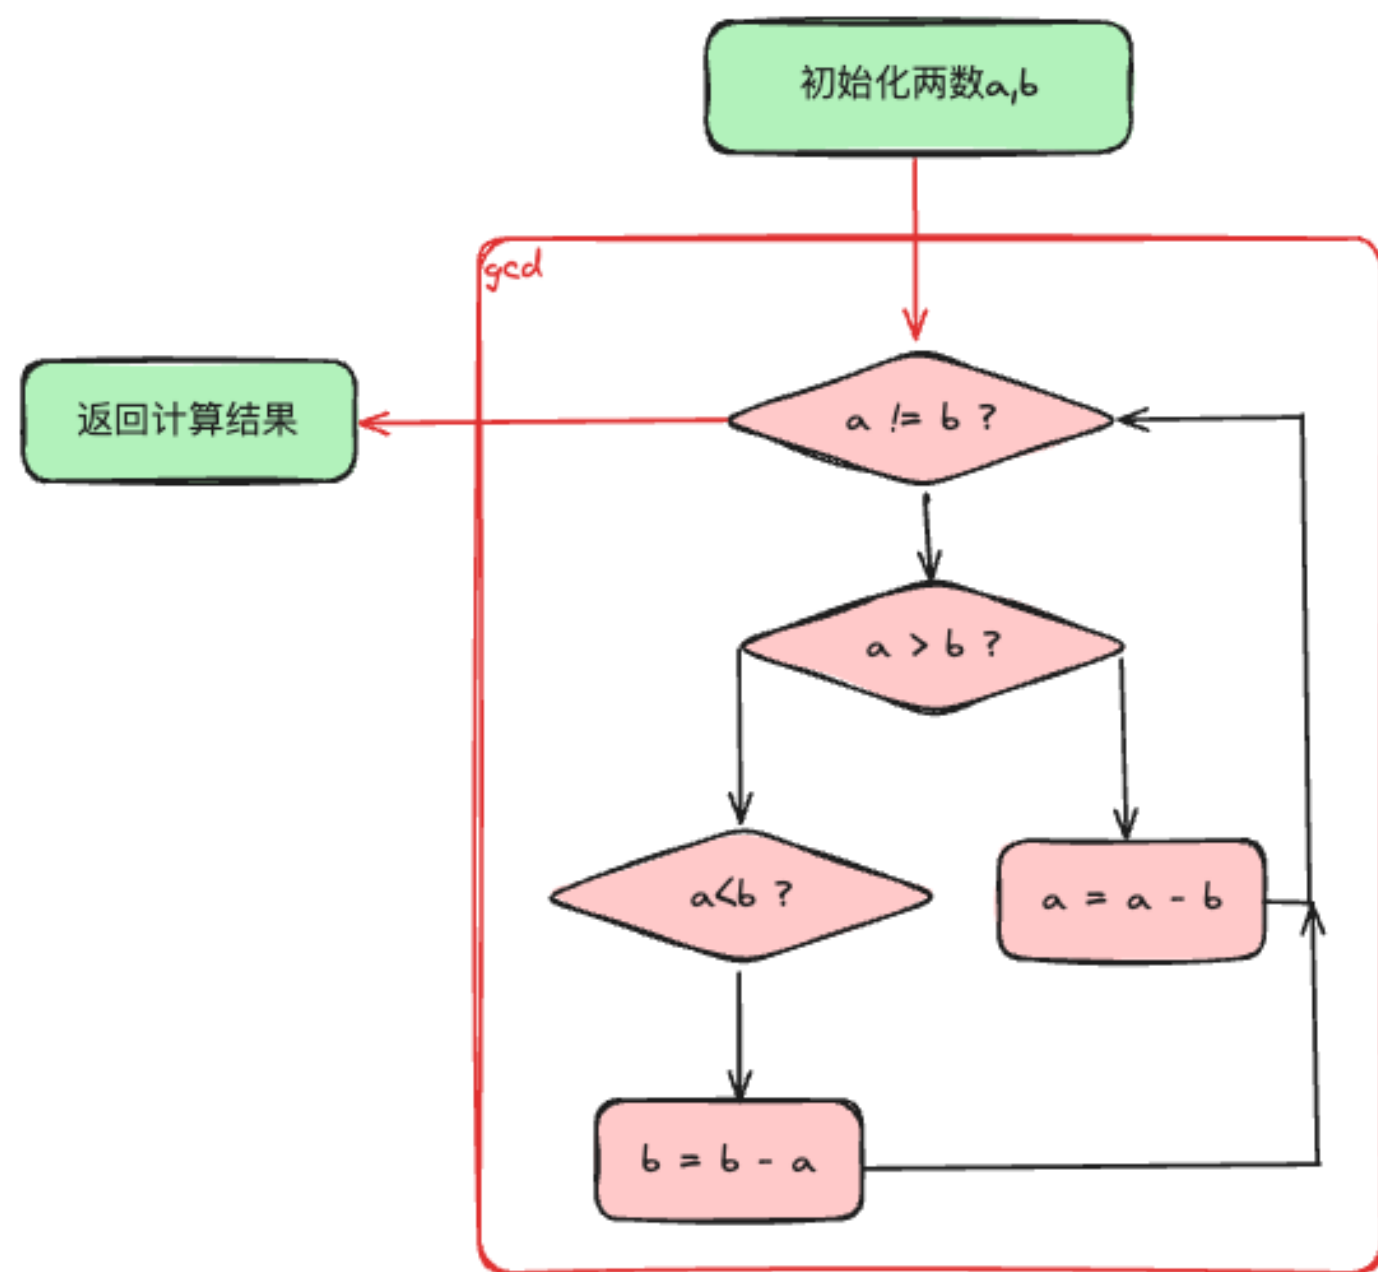 初始化两数a,b
gcd
a != b ?
返回计算结果
a > b ?
a<b ?
a = a - b
b = b - a